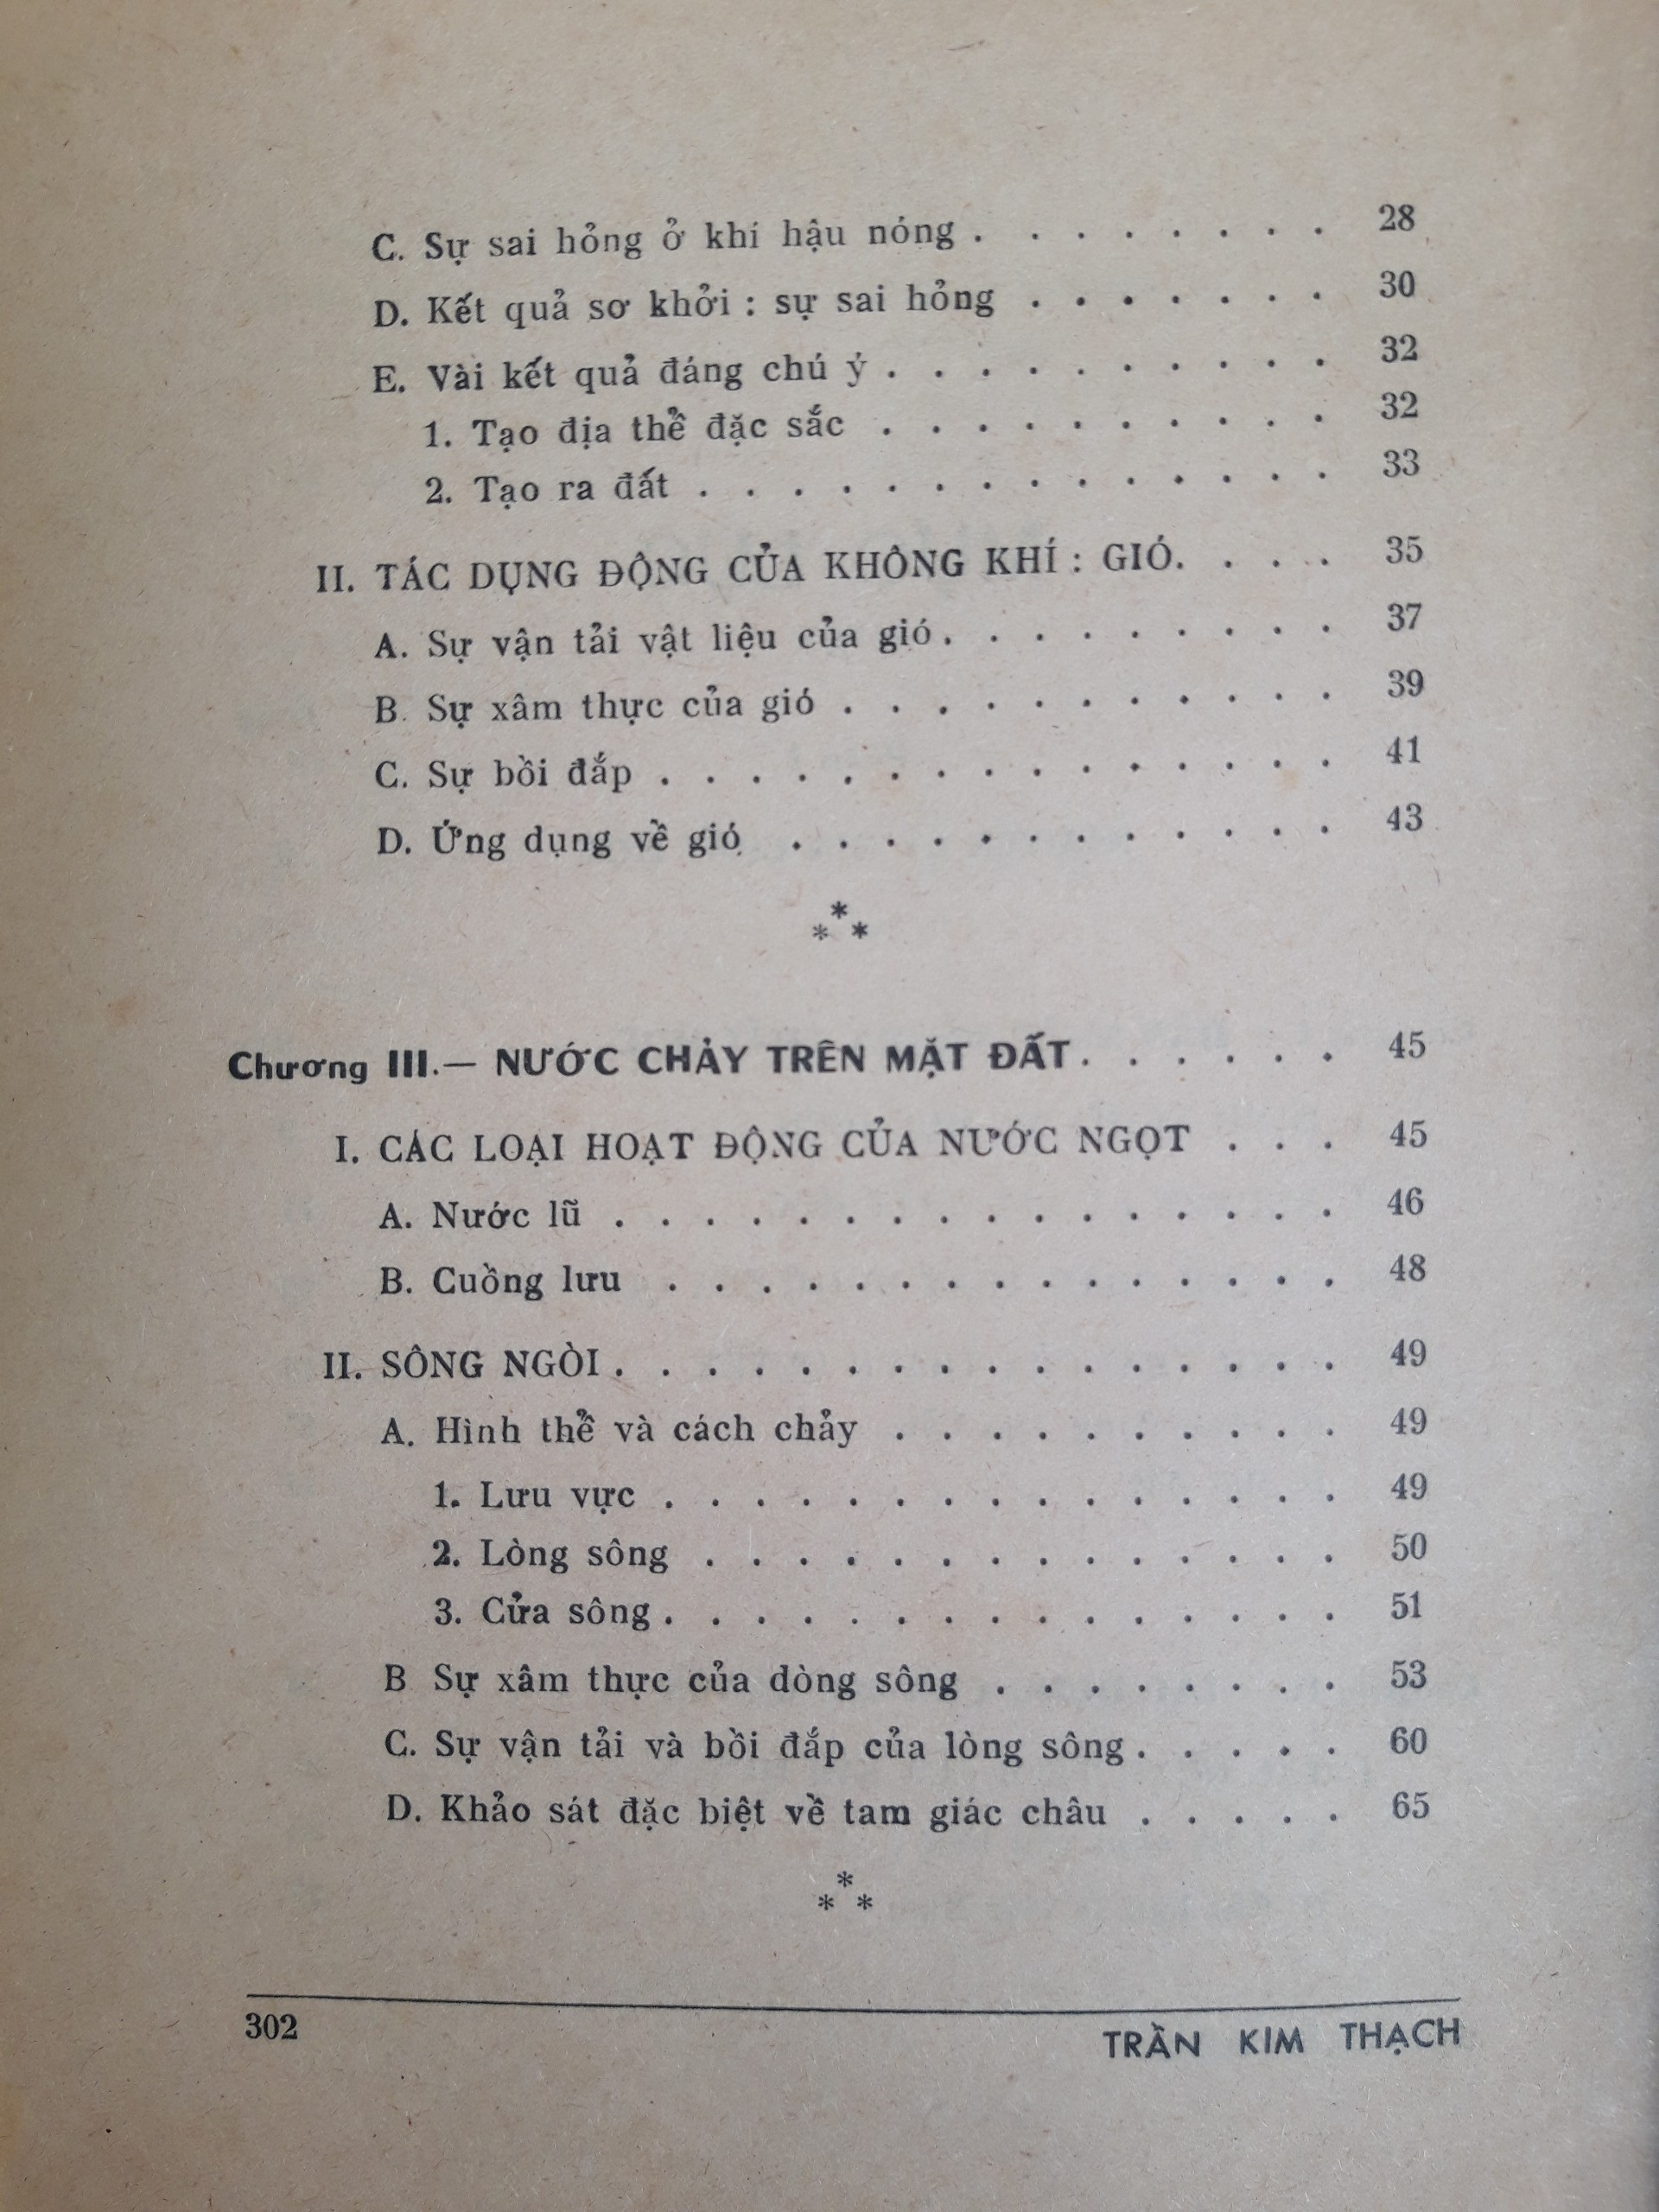 C. Sự sai hỏng ở khí hậu nóng . . . . . . . . 28
D. Kết quả sơ khởi : sự sai hỏng . . . . . . . 30
E. Vài kết quả đáng chú ý . . . . . . . . . . 32
1. Tạo địa thể đặc sắc . . . . . . . . . . 32
2. Tạo ra đất . . . . . . . . . . . . . . 33
II. TÁC DỤNG ĐỘNG CỦA KHÔNG KHÍ : GIÓ. . . . 35
A. Sự vận tải vật liệu của gió . . . . . . . . . 37
B. Sự xâm thực của gió . . . . . . . . . . . 39
C. Sự bồi đắp . . . . . . . . . . . . . . . 41
D. Ứng dụng về gió . . . . . . . . . . . . 43
* * *
Chương III.— NƯỚC CHẢY TRÊN MẶT ĐẤT . . . . . . 45
I. CÁC LOẠI HOẠT ĐỘNG CỦA NƯỚC NGỌT . . . 45
A. Nước lũ . . . . . . . . . . . . . . . . 46
B. Cuồng lưu . . . . . . . . . . . . . . . 48
II. SÔNG NGÒI . . . . . . . . . . . . . . . . 49
A. Hình thể và cách chảy . . . . . . . . . . 49
1. Lưu vực . . . . . . . . . . . . . . . 49
2. Lòng sông . . . . . . . . . . . . . . 50
3. Cửa sông . . . . . . . . . . . . . . . 51
B Sự xâm thực của dòng sông . . . . . . . . 53
C. Sự vận tải và bồi đắp của lòng sông . . . . . 60
D. Khảo sát đặc biệt về tam giác châu . . . . . 65
* * *
302 TRẦN KIM THẠCH